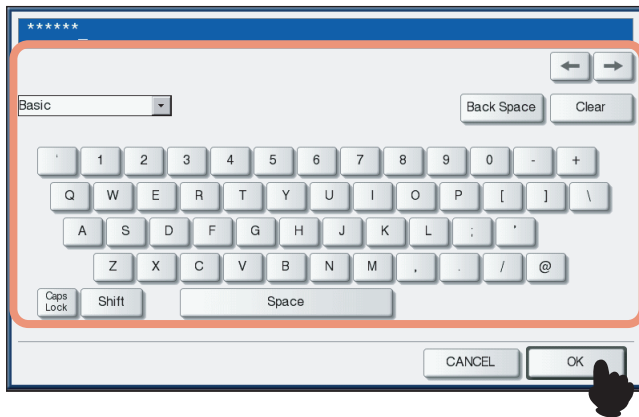 ******_
Basic
Back Space Clear
` 1 2 3 4 5 6 7 8 9 0 - +
Q W E R T Y U I O P [ ] \
A S D F G H J K L ; '
Z X C V B N M , . / @
Caps Lock Shift Space
CANCEL OK